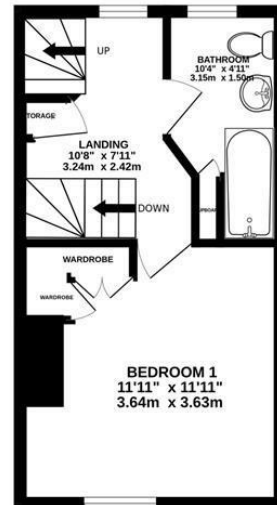 UP
BATHROOM
10'4" x 4'11"
3.15m x 1.50m
TORAGE
LANDING
10'8" x 7'11"
3.24m x 2.42m
DOWN
WARDROBE
WARDROBE
BEDROOM 1
11'11" x 11'11"
3.64m x 3.63m